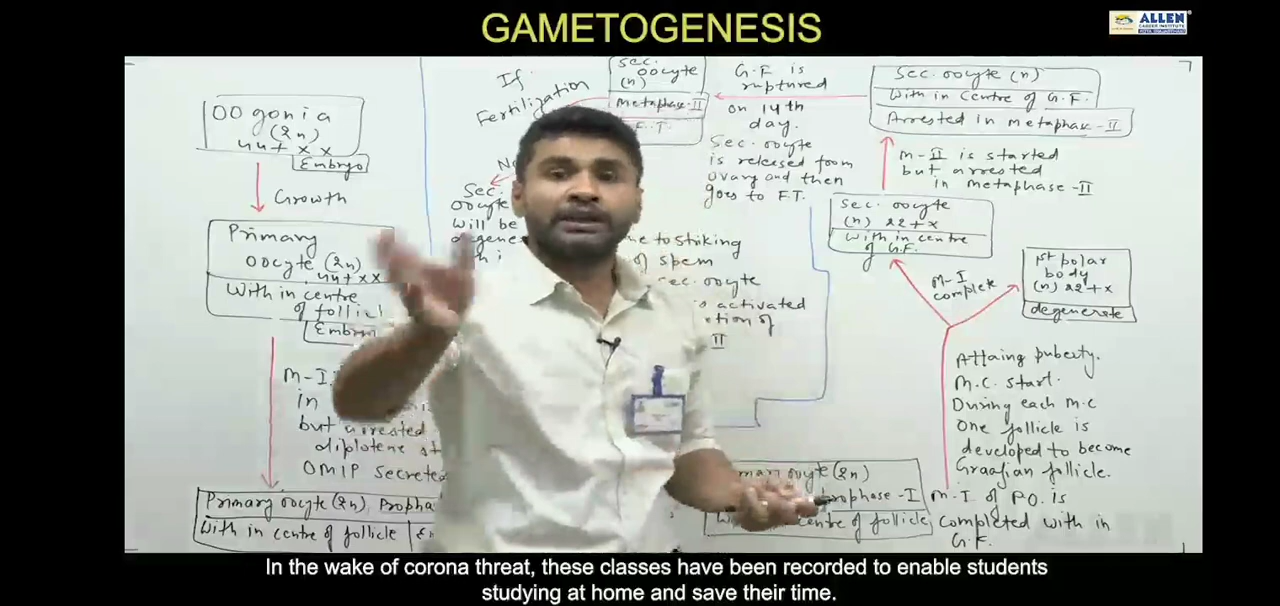 GAMETOGENESIS
ALLEN
CAREER INSTITUTE
OOgonia
(2n)
44+xx
Embryo
Growth
Primary
oocyte (2n)
44+xx
With in centre
of follicl
Embr
M-I
in
but arrested
diplotene st
OMIP Secreted
Primary oocyte (2n), Propha
With in centre of follicle
If
Fertilization
Sec. oocyte
(n)
Metaphase-II
F.T.
Sec.
oocyte
will be
to striking
of sperm
sec. oocyte
is activated
II
G.F is
ruptured
on 14th
day.
Sec. oocyte
is released from
ovary and then
goes to F.T.
Sec. oocyte (n)
With in Centre of G.F.
Arrested in metaphase-II
M-II is started
but arrested
in metaphase-II
Sec. oocyte
(n) 22+x
With in centre
of G.F.
M-I
complete
1st polar
body
(n) 22+x
degenerate
Attaing puberty.
M.C. start.
During each m.c
One follicle is
developed to become
Graafian follicle.
M-I of P.O. is
completed with in
G.F.
oocyte (2n)
prophase-I
centre of follicle
In the wake of corona threat, these classes have been recorded to enable students
studying at home and save their time.